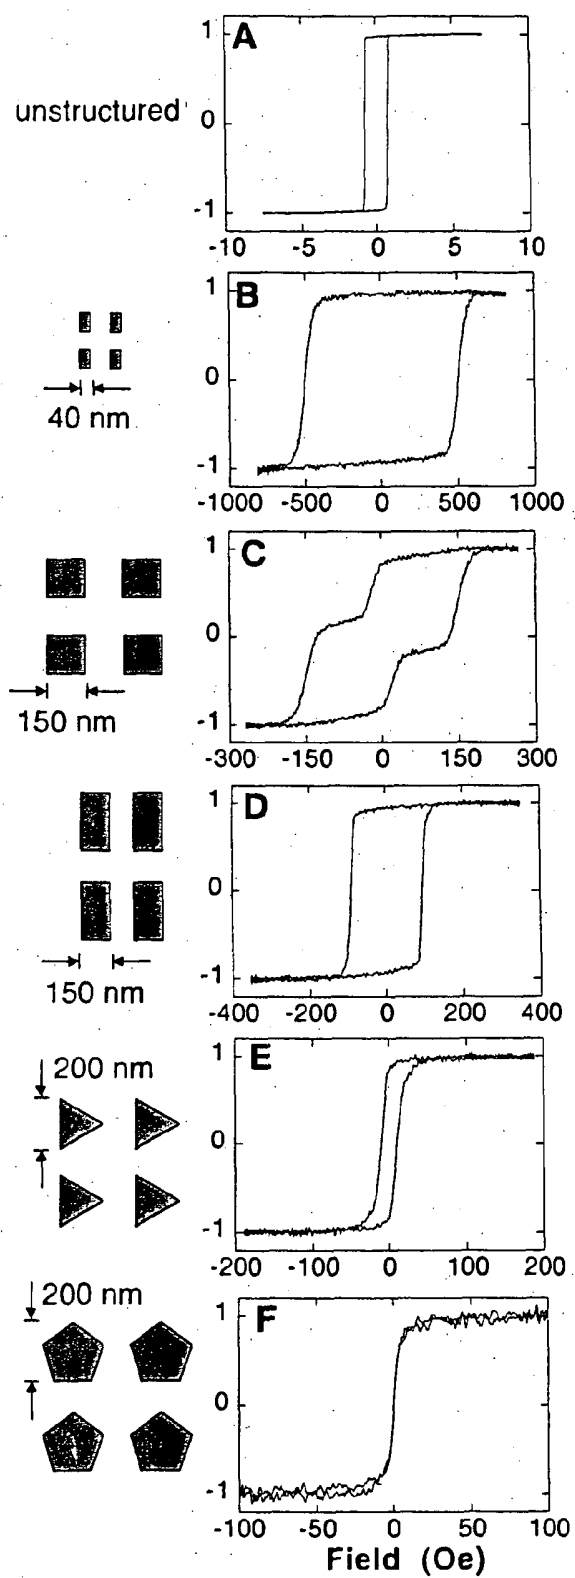 A
1
0
-1
unstructured
-10 -5 0 5 10
B
1
0
-1
40 nm
-1000 -500 0 500 1000
C
1
0
-1
150 nm
-300 -150 0 150 300
D
1
0
-1
150 nm
-400 -200 0 200 400
E
1
0
-1
200 nm
-200 -100 0 100 200
F
1
0
-1
200 nm
-100 -50 0 50 100
Field (Oe)